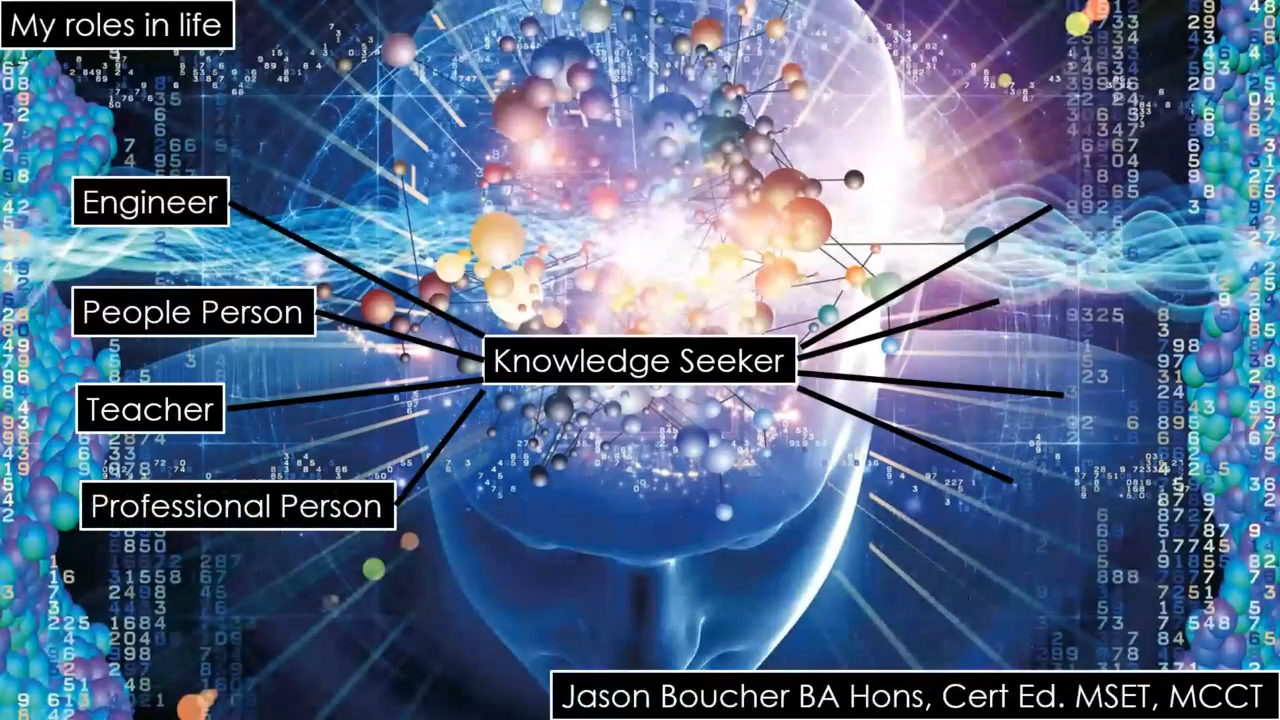 My roles in life
Engineer
People Person
Knowledge Seeker
Teacher
Professional Person
Jason Boucher BA Hons, Cert Ed. MSET, MCCT